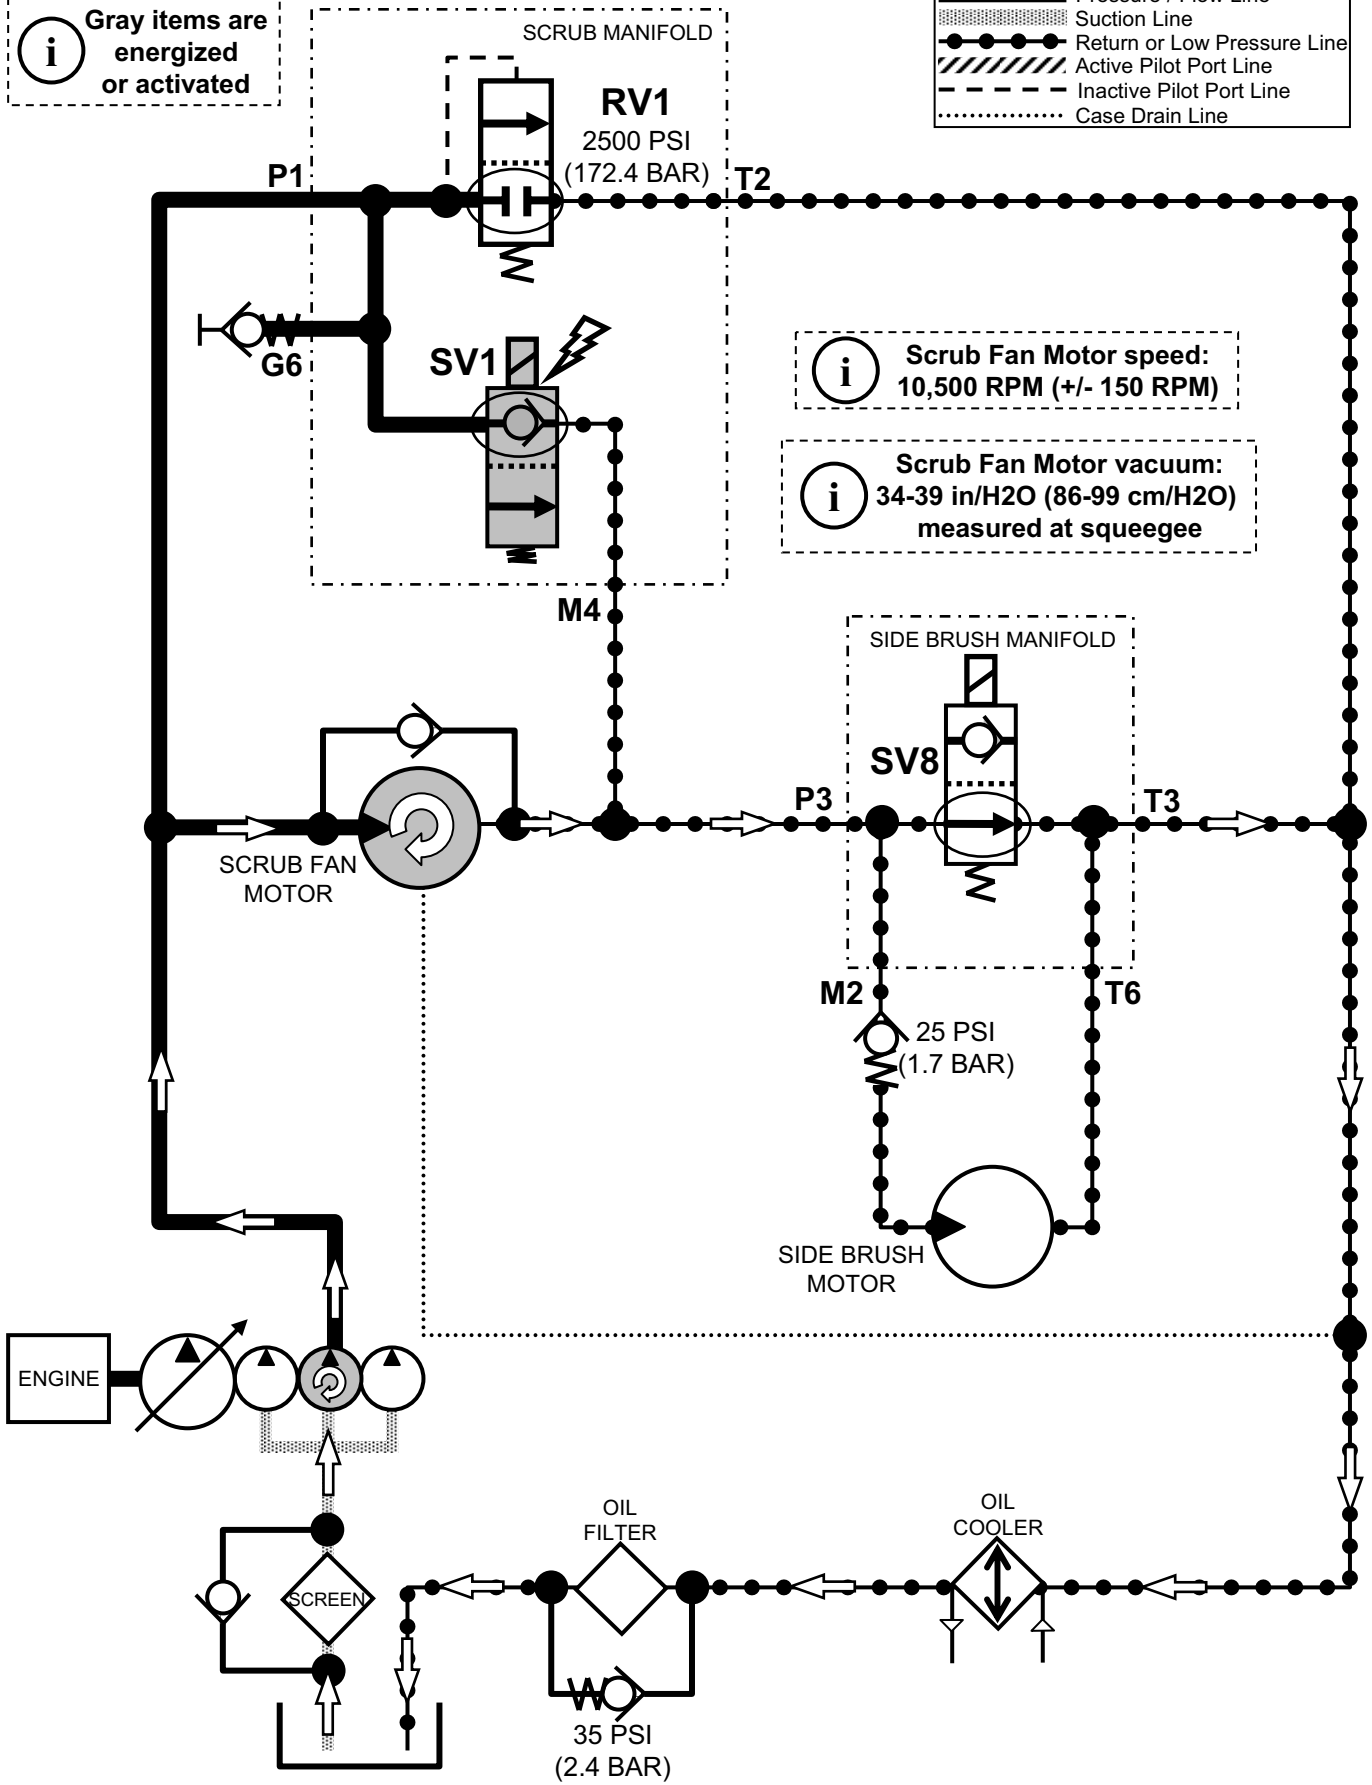 Gray items are
energized
or activated
i
Pressure / Flow Line
Suction Line
Return or Low Pressure Line
Active Pilot Port Line
Inactive Pilot Port Line
Case Drain Line
SCRUB MANIFOLD
RV1
2500 PSI
(172.4 BAR)
P1
T2
G6
SV1
i
Scrub Fan Motor speed:
10,500 RPM (+/- 150 RPM)
i
Scrub Fan Motor vacuum:
34-39 in/H2O (86-99 cm/H2O)
measured at squeegee
M4
SIDE BRUSH MANIFOLD
SV8
P3
T3
SCRUB FAN
MOTOR
M2
T6
25 PSI
(1.7 BAR)
SIDE BRUSH
MOTOR
ENGINE
SCREEN
OIL
FILTER
OIL
COOLER
35 PSI
(2.4 BAR)